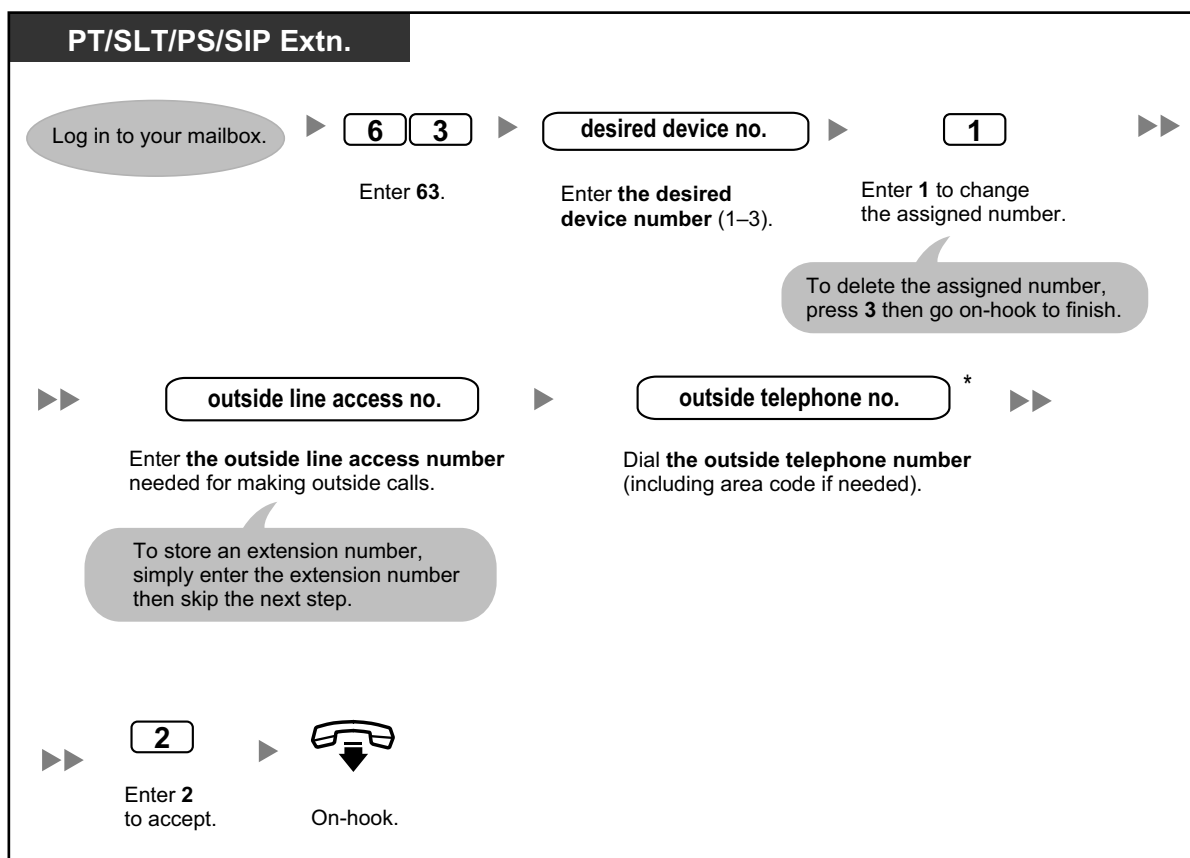 PT/SLT/PS/SIP Extn.
Log in to your mailbox.
6 3
Enter 63.
desired device no.
Enter the desired
device number (1–3).
1
Enter 1 to change
the assigned number.
To delete the assigned number,
press 3 then go on-hook to finish.
outside line access no.
Enter the outside line access number
needed for making outside calls.
To store an extension number,
simply enter the extension number
then skip the next step.
outside telephone no. *
Dial the outside telephone number
(including area code if needed).
2
Enter 2
to accept.
On-hook.